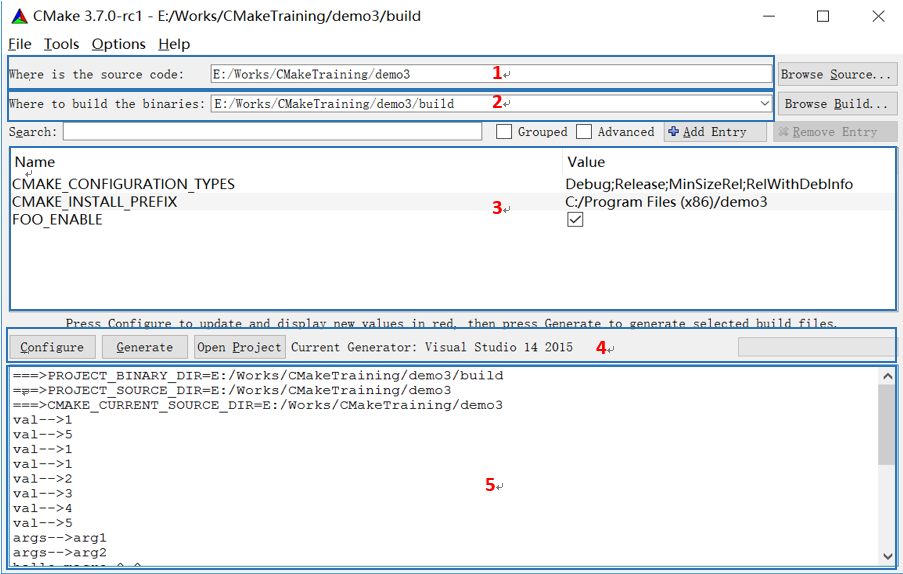 CMake 3.7.0-rc1 - E:/Works/CMakeTraining/demo3/build
File Tools Options Help
Where is the source code: E:/Works/CMakeTraining/demo3 1 Browse Source...
Where to build the binaries: E:/Works/CMakeTraining/demo3/build 2 Browse Build...
Search: Grouped Advanced Add Entry Remove Entry
Name Value
CMAKE_CONFIGURATION_TYPES Debug;Release;MinSizeRel;RelWithDebInfo
CMAKE_INSTALL_PREFIX C:/Program Files (x86)/demo3
3
FOO_ENABLE
Press Configure to update and display new values in red, then press Generate to generate selected build files.
Configure Generate Open Project Current Generator: Visual Studio 14 2015 4
===>PROJECT_BINARY_DIR=E:/Works/CMakeTraining/demo3/build
===>PROJECT_SOURCE_DIR=E:/Works/CMakeTraining/demo3
===>CMAKE_CURRENT_SOURCE_DIR=E:/Works/CMakeTraining/demo3
val-->1
val-->5
val-->1
val-->1
val-->2
val-->3
val-->4
5
val-->5
args-->arg1
args-->arg2